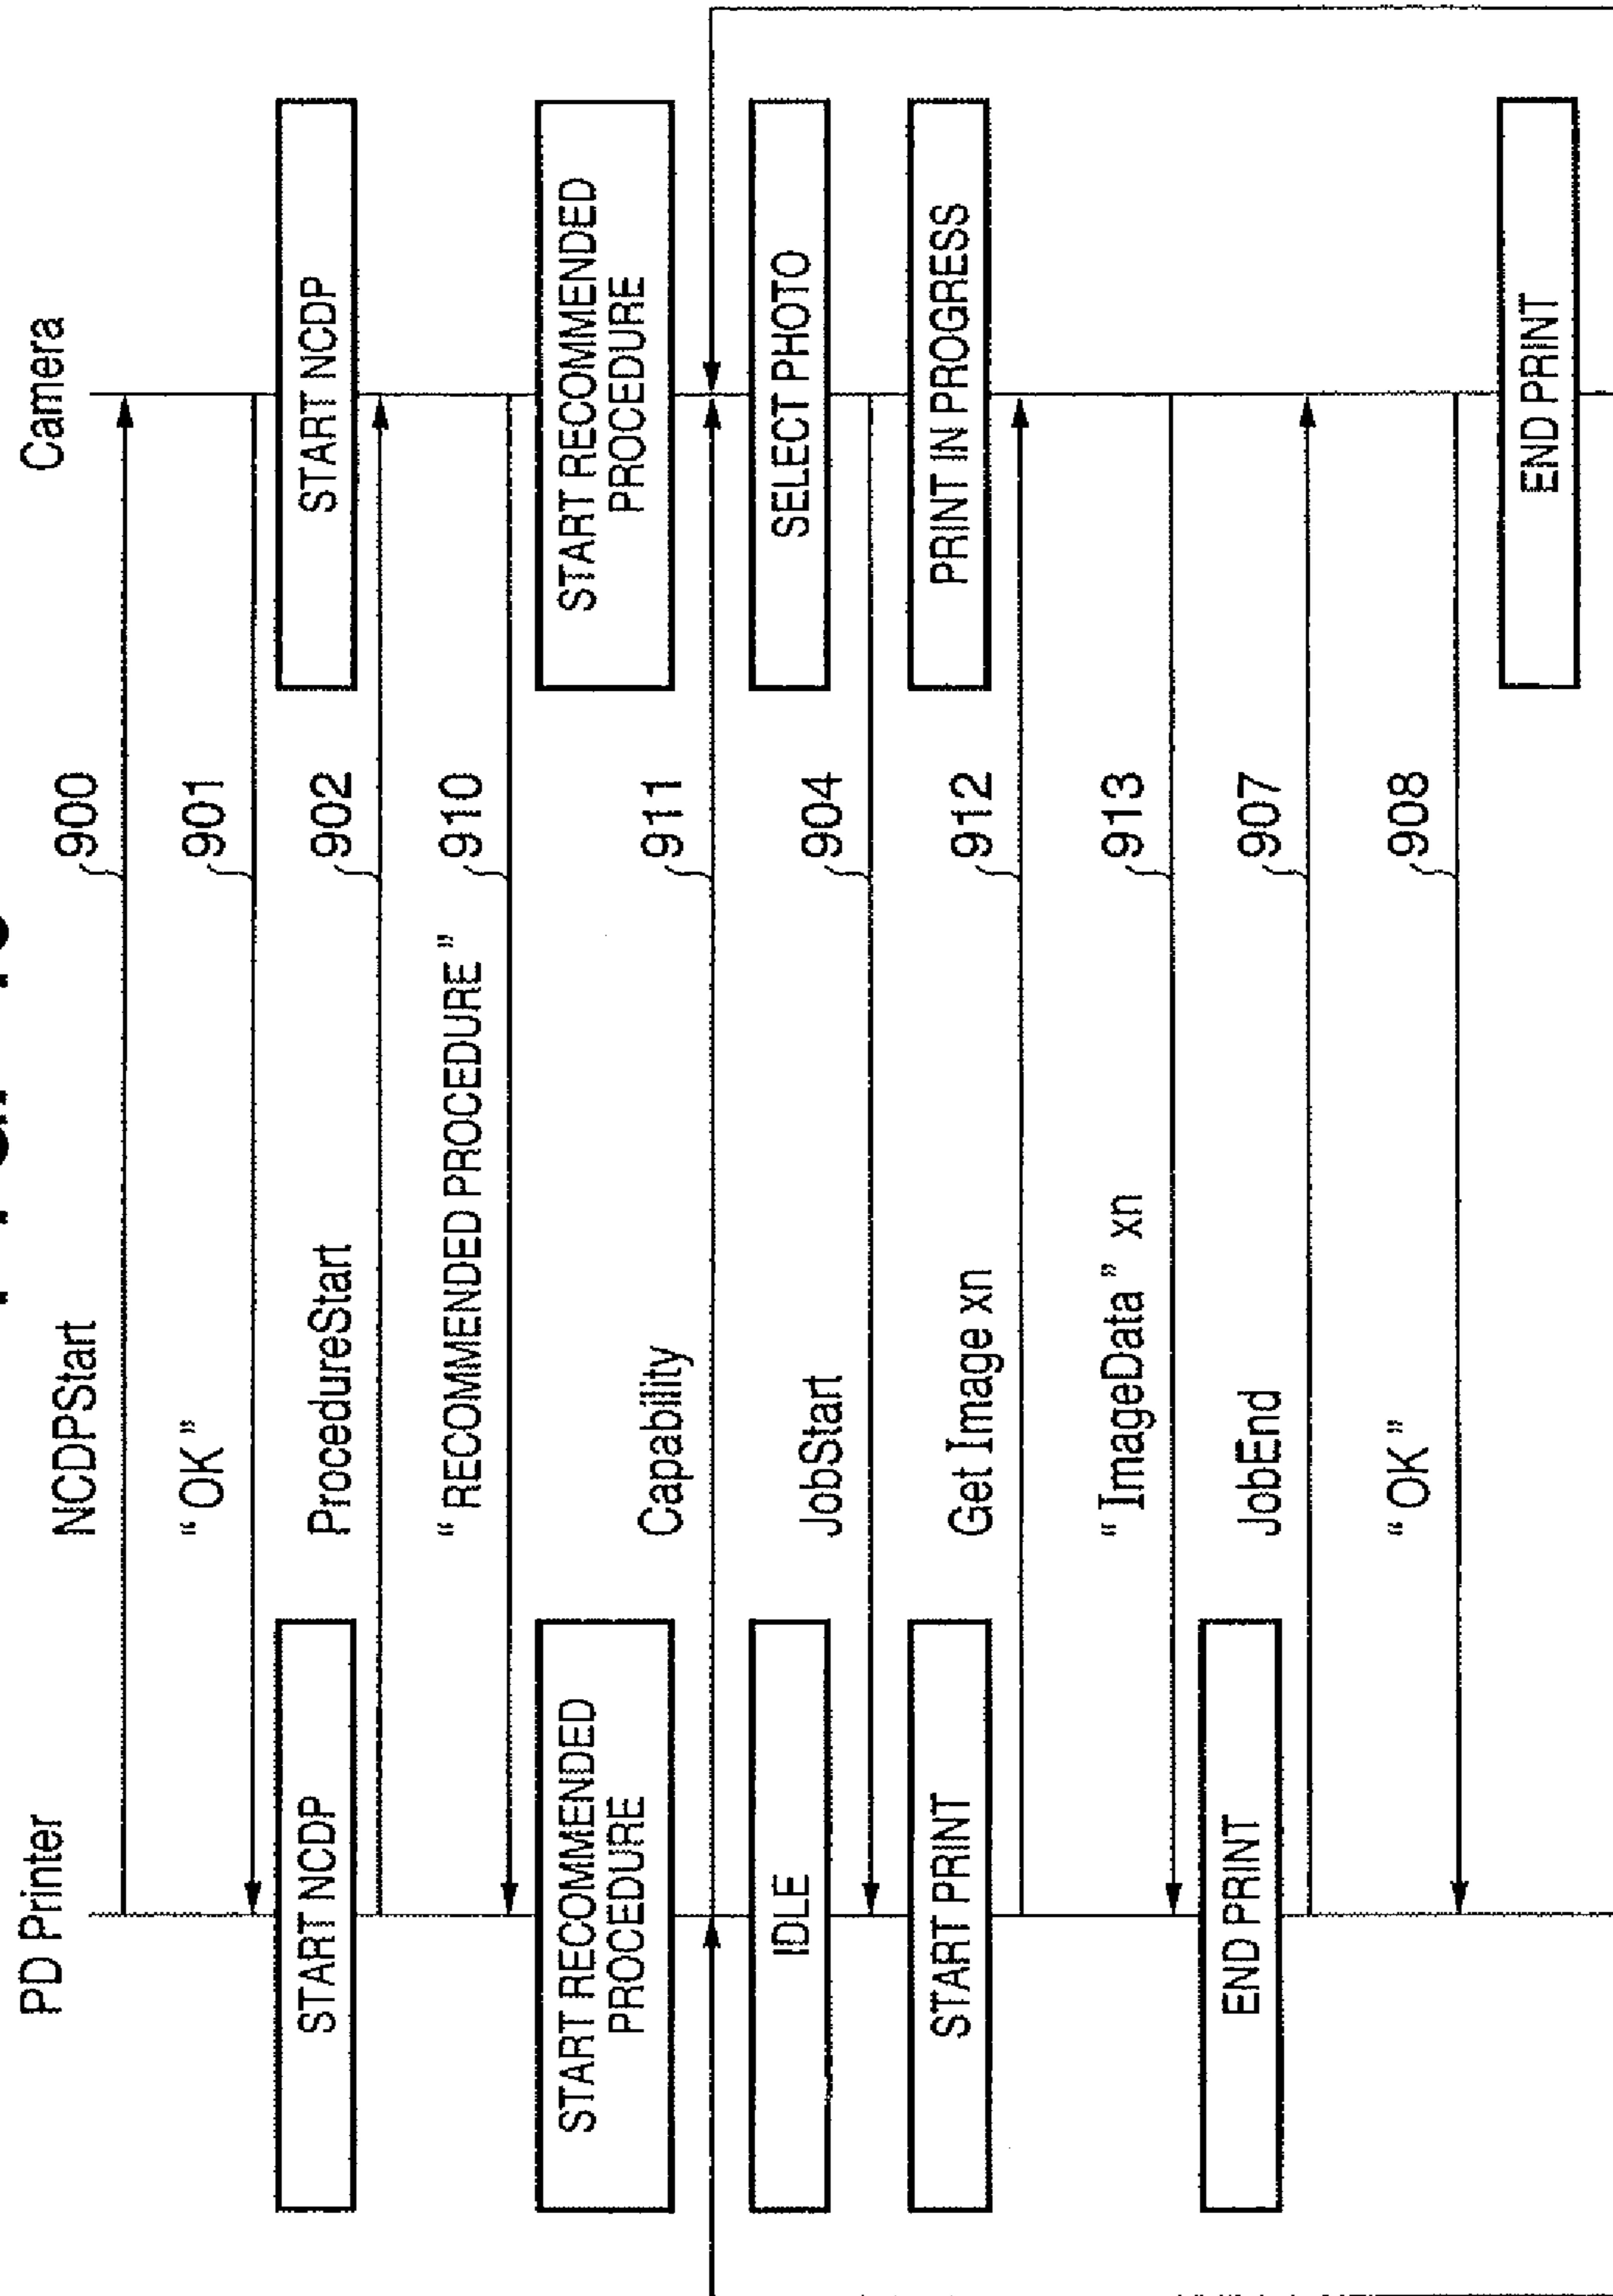 PD Printer
Camera
NCDPStart
900
"OK"
901
START NCDP
START NCDP
ProcedureStart
902
"RECOMMENDED PROCEDURE"
910
START RECOMMENDED
PROCEDURE
START RECOMMENDED
PROCEDURE
Capability
911
IDLE
SELECT PHOTO
JobStart
904
START PRINT
PRINT IN PROGRESS
Get Image xn
912
"ImageData" xn
913
END PRINT
JobEnd
907
"OK"
908
END PRINT